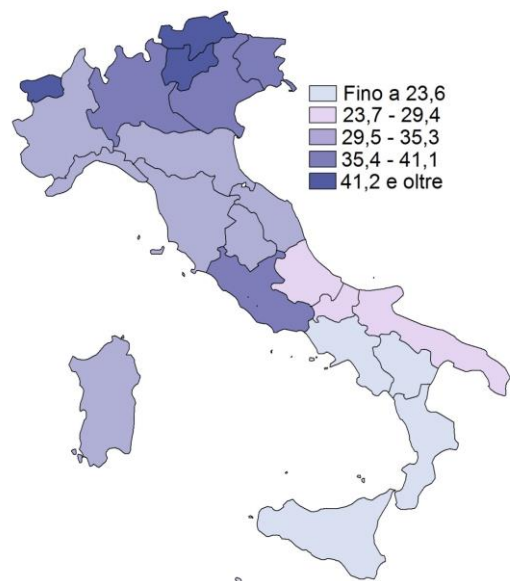 Fino a 23,6
23,7 - 29,4
29,5 - 35,3
35,4 - 41,1
41,2 e oltre